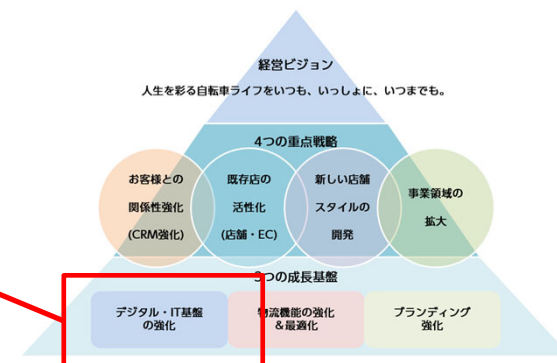 経営ビジョン
人生を彩る自転車ライフをいつも、いっしょに、いつまでも。
4つの重点戦略
お客様との
関係性強化
(CRM強化)
既存店の
活性化
(店舗・EC)
新しい店舗
スタイルの
開発
事業領域の
拡大
3つの成長基盤
デジタル・IT基盤
の強化
物流機能の強化
&最適化
ブランディング
強化